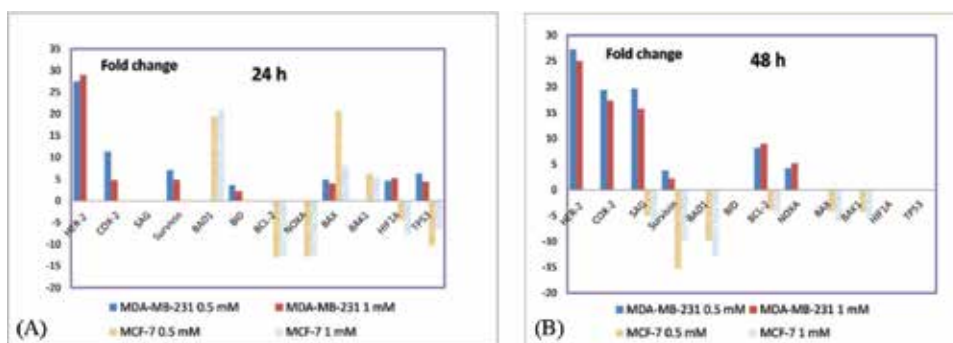 Fold change
24 h
35
30
25
20
15
10
5
0
-5
-10
-15
-20
HER-2
COX-2
SAG
Survivin
BAD1
BID
BCL-2
NOXA
BAX
BAK1
HIF1A
TP53
MDA-MB-231 0.5 mM
MDA-MB-231 1 mM
MCF-7 0.5 mM
MCF-7 1 mM
(A)
Fold change
48 h
30
25
20
15
10
5
0
-5
-10
-15
-20
HER-2
COX-2
SAG
Survivin
BAD1
BID
BCL-2
NOXA
BAX
BAK1
HIF1A
TP53
MDA-MB-231 0.5 mM
MDA-MB-231 1 mM
MCF-7 0.5 mM
MCF-7 1 mM
(B)